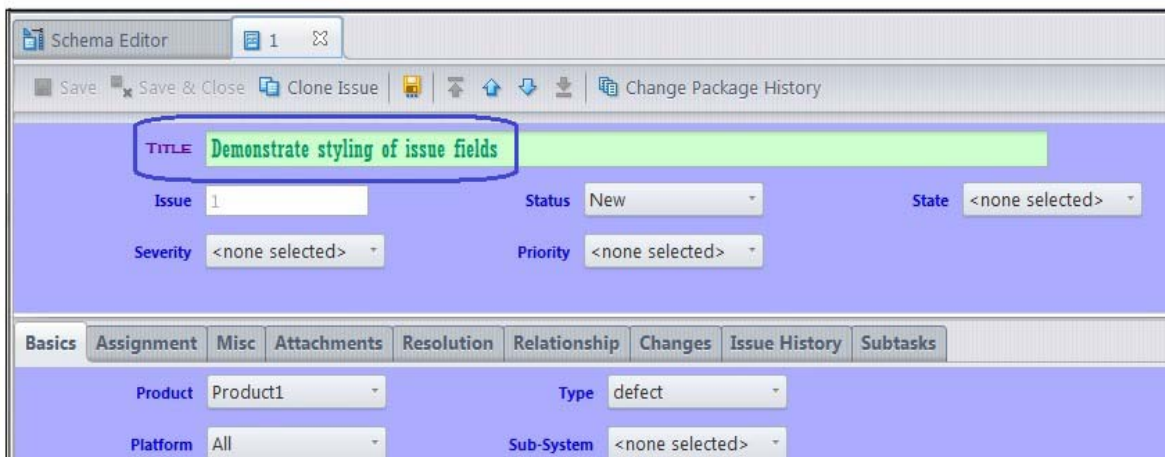 Schema Editor 1
Save Save & Close Clone Issue Change Package History
TITLE Demonstrate styling of issue fields
Issue 1 Status New State <none selected>
Severity <none selected> Priority <none selected>
Basics Assignment Misc Attachments Resolution Relationship Changes Issue History Subtasks
Product Product1 Type defect
Platform All Sub-System <none selected>